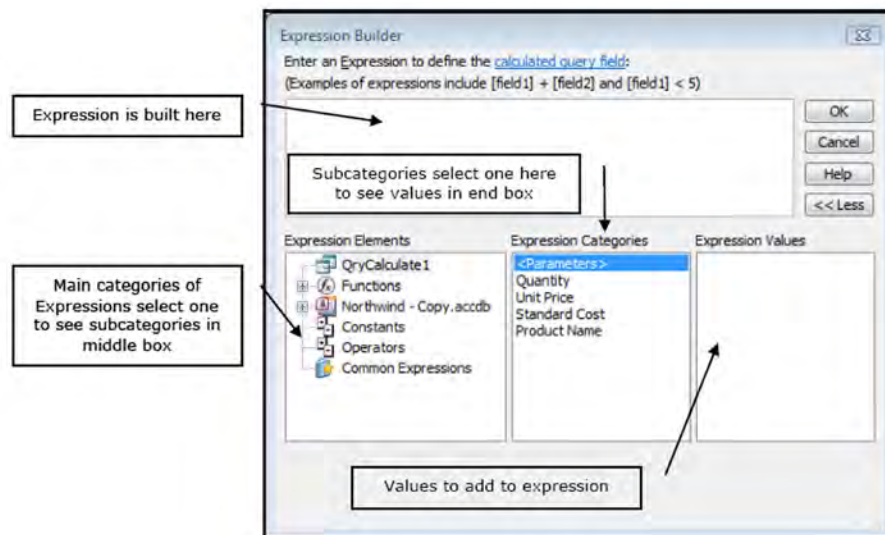 Expression Builder
Enter an Expression to define the calculated query field:
(Examples of expressions include [field1] + [field2] and [field1] < 5)
Expression is built here
OK
Cancel
Help
<< Less
Subcategories select one here
to see values in end box
Expression Elements
Expression Categories
Expression Values
QryCalculate1
Functions
Northwind - Copy.accdb
Constants
Operators
Common Expressions
<Parameters>
Quantity
Unit Price
Standard Cost
Product Name
Main categories of
Expressions select one
to see subcategories in
middle box
Values to add to expression